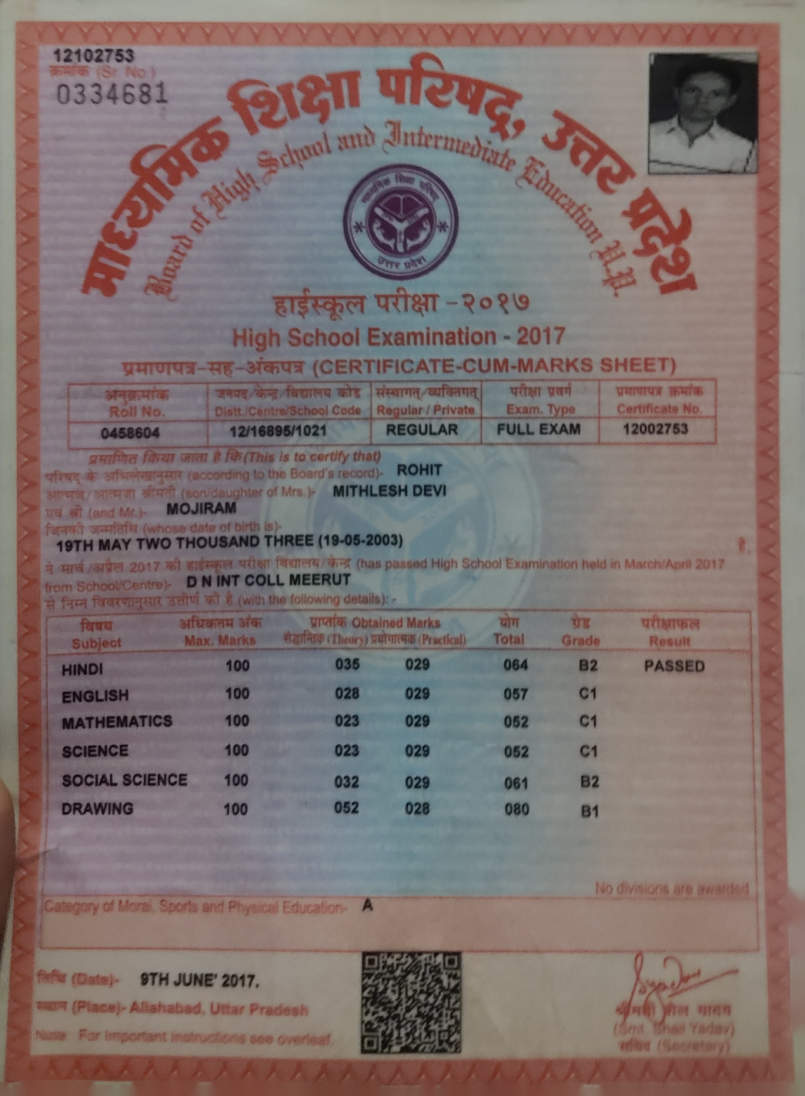 12102753
क्रमांक (Sr. No.)
0334681
माध्यमिक शिक्षा परिषद्, उत्तर प्रदेश
Board of High School and Intermediate Education U.P.
माध्यमिक शिक्षा परिषद्
उत्तर प्रदेश
हाईस्कूल परीक्षा -२०१७
High School Examination - 2017
प्रमाणपत्र-सह-अंकपत्र (CERTIFICATE-CUM-MARKS SHEET)
अनुक्रमांक जनपद/केन्द्र/विद्यालय कोड संस्थागत/व्यक्तिगत परीक्षा प्रवर्ग प्रमाणपत्र क्रमांक
Roll No. Distt./Centre/School Code Regular / Private Exam. Type Certificate No.
0458604 12/16895/1021 REGULAR FULL EXAM 12002753
प्रमाणित किया जाता है कि (This is to certify that)
परिषद् के अभिलेखानुसार (according to the Board's record)- ROHIT
आत्मज/आत्मजा श्रीमती (son/daughter of Mrs.)- MITHLESH DEVI
एवं श्री (and Mr.)- MOJIRAM
जिनकी जन्मतिथि (whose date of birth is)-
19TH MAY TWO THOUSAND THREE (19-05-2003) है,
ने मार्च/अप्रैल 2017 की हाईस्कूल परीक्षा विद्यालय/केन्द्र (has passed High School Examination held in March/April 2017
from School/Centre)- D N INT COLL MEERUT
से निम्न विवरणानुसार उत्तीर्ण की है (with the following details):-
विषय अधिकतम अंक प्राप्तांक Obtained Marks योग ग्रेड परीक्षाफल
Subject Max. Marks सैद्धान्तिक (Theory) प्रयोगात्मक (Practical) Total Grade Result
HINDI 100 035 029 064 B2 PASSED
ENGLISH 100 028 029 057 C1
MATHEMATICS 100 023 029 052 C1
SCIENCE 100 023 029 052 C1
SOCIAL SCIENCE 100 032 029 061 B2
DRAWING 100 052 028 080 B1
No divisions are awarded
Category of Moral, Sports and Physical Education- A
तिथि (Date)- 9TH JUNE' 2017.
स्थान (Place)- Allahabad, Uttar Pradesh
Note For important instructions see overleaf.
श्रीमती शैल यादव
(Smt. Shail Yadav)
सचिव (Secretary)